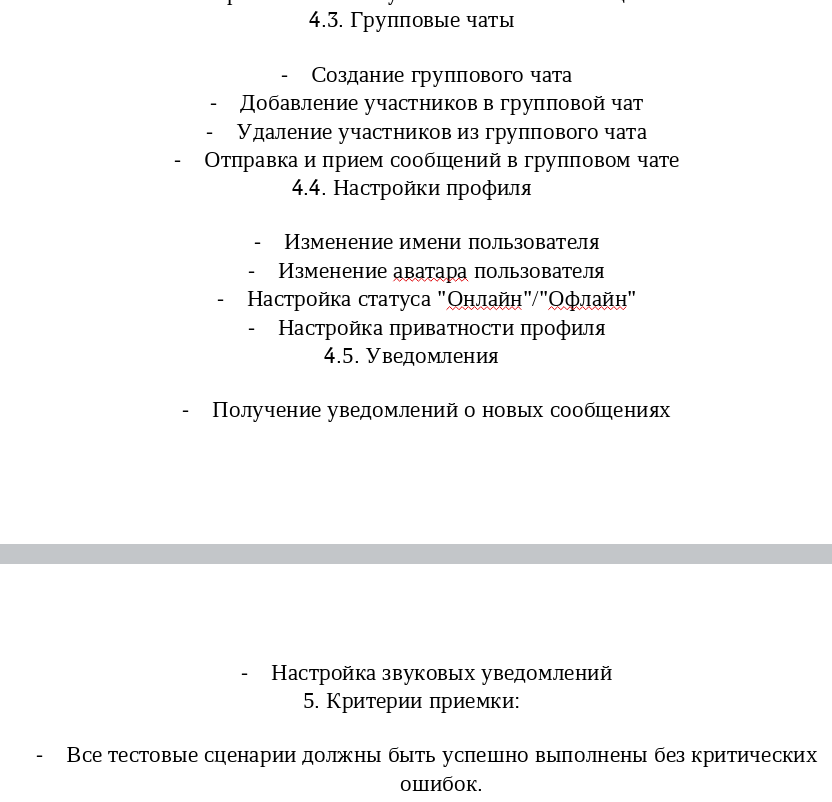 4.3. Групповые чаты
- Создание группового чата
- Добавление участников в групповой чат
- Удаление участников из группового чата
- Отправка и прием сообщений в групповом чате
4.4. Настройки профиля
- Изменение имени пользователя
- Изменение аватара пользователя
- Настройка статуса "Онлайн"/"Офлайн"
- Настройка приватности профиля
4.5. Уведомления
- Получение уведомлений о новых сообщениях
- Настройка звуковых уведомлений
5. Критерии приемки:
- Все тестовые сценарии должны быть успешно выполнены без критических
ошибок.